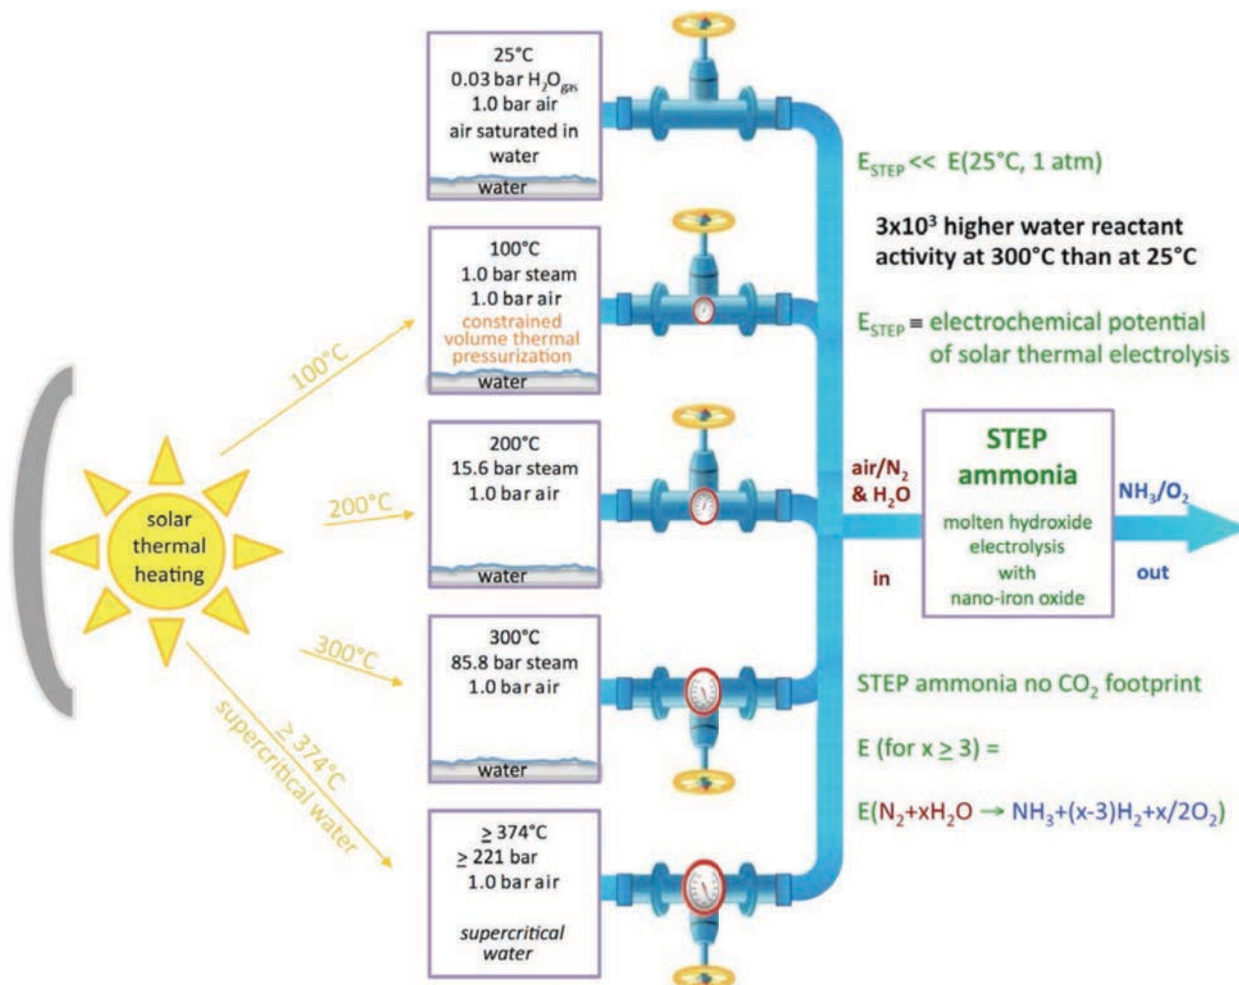 25°C
0.03 bar H₂O_gas
1.0 bar air
air saturated in
water
water
100°C
1.0 bar steam
1.0 bar air
constrained
volume thermal
pressurization
water
200°C
15.6 bar steam
1.0 bar air
water
300°C
85.8 bar steam
1.0 bar air
water
≥ 374°C
≥ 221 bar
1.0 bar air
supercritical
water
solar
thermal
heating
100°C
200°C
300°C
≥ 374°C
supercritical water
E_STEP << E(25°C, 1 atm)
3x10³ higher water reactant
activity at 300°C than at 25°C
E_STEP ≡ electrochemical potential
of solar thermal electrolysis
air/N₂
& H₂O
in
STEP
ammonia
molten hydroxide
electrolysis
with
nano-iron oxide
NH₃/O₂
out
STEP ammonia no CO₂ footprint
E (for x ≥ 3) =
E(N₂+xH₂O → NH₃+(x-3)H₂+x/2O₂)